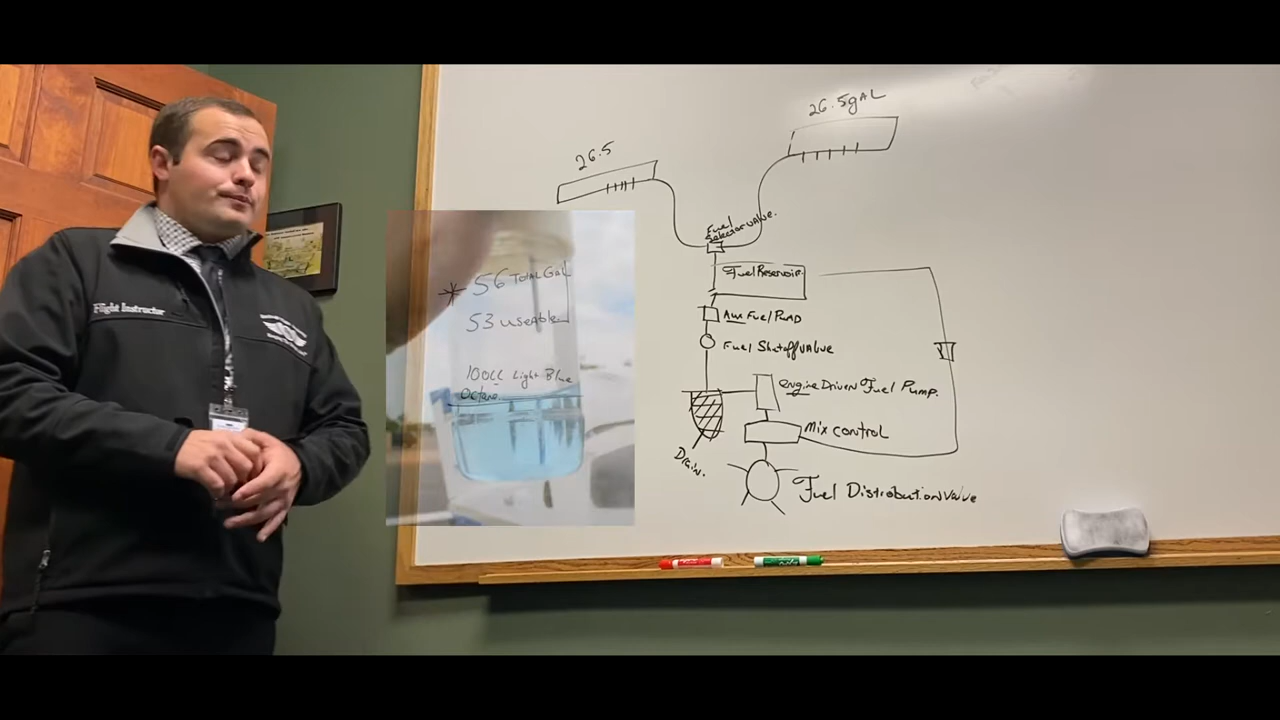 26.5gAL
26.5
Fuel
Selector valve.
Fuel Reservoir
Aux Fuel PUMP
Fuel Shutoff valve
engine Driven Fuel Pump.
Mix control
Drain.
Fuel Distrobution valve
* 56 Total Gal
53 useable
100LL Light Blue
Octane
Flight Instructor